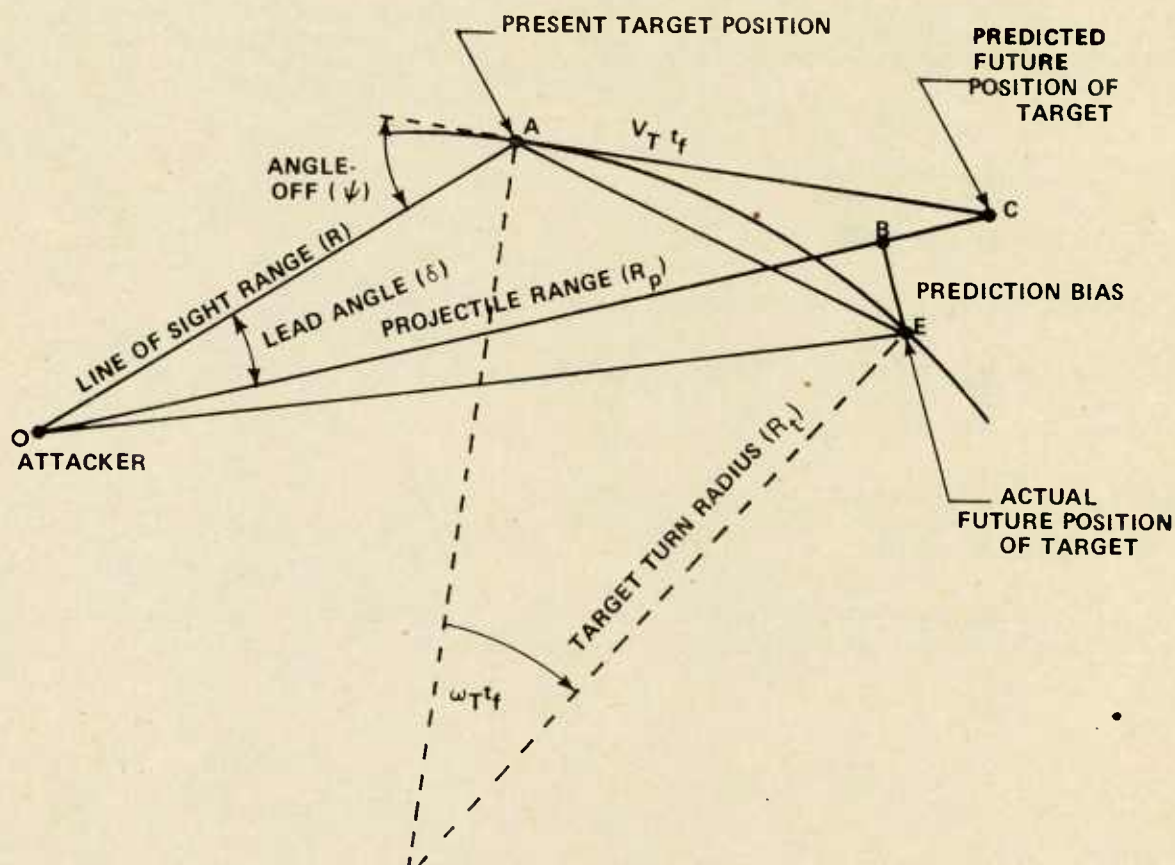 PRESENT TARGET POSITION
PREDICTED
FUTURE
POSITION OF
TARGET
A
V_T t_f
ANGLE-
OFF (ψ)
C
B
LINE OF SIGHT RANGE (R)
LEAD ANGLE (δ)
PROJECTILE RANGE (R_p)
PREDICTION BIAS
E
O
ATTACKER
TARGET TURN RADIUS (R_t)
ACTUAL
FUTURE POSITION
OF TARGET
ω_T t_f